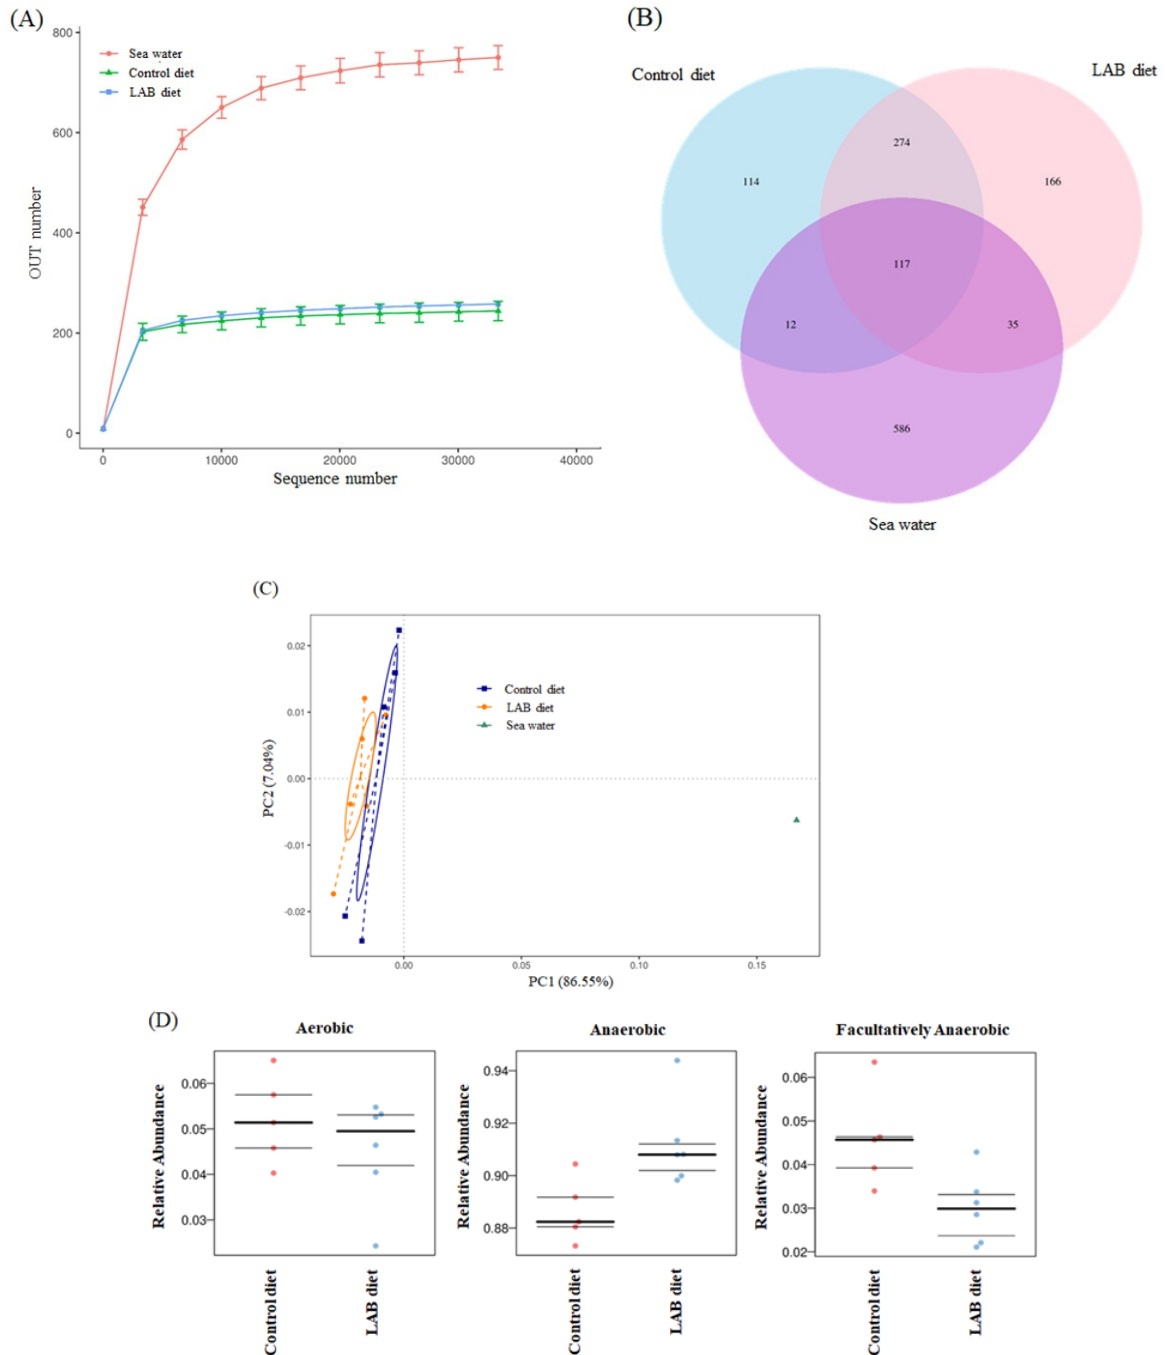 (A)
800
600
400
200
0
OUT number
Sea water
Control diet
LAB diet
0 10000 20000 30000 40000
Sequence number
(B)
Control diet
LAB diet
274
114
166
117
12
35
586
Sea water
(C)
0.02
0.01
0.00
-0.01
-0.02
PC2 (7.04%)
Control diet
LAB diet
Sea water
0.00 0.05 0.10 0.15
PC1 (86.55%)
(D)
Aerobic
Relative Abundance
0.06
0.05
0.04
0.03
Control diet
LAB diet
Anaerobic
Relative Abundance
0.94
0.92
0.90
0.88
Control diet
LAB diet
Facultatively Anaerobic
Relative Abundance
0.06
0.05
0.04
0.03
0.02
Control diet
LAB diet